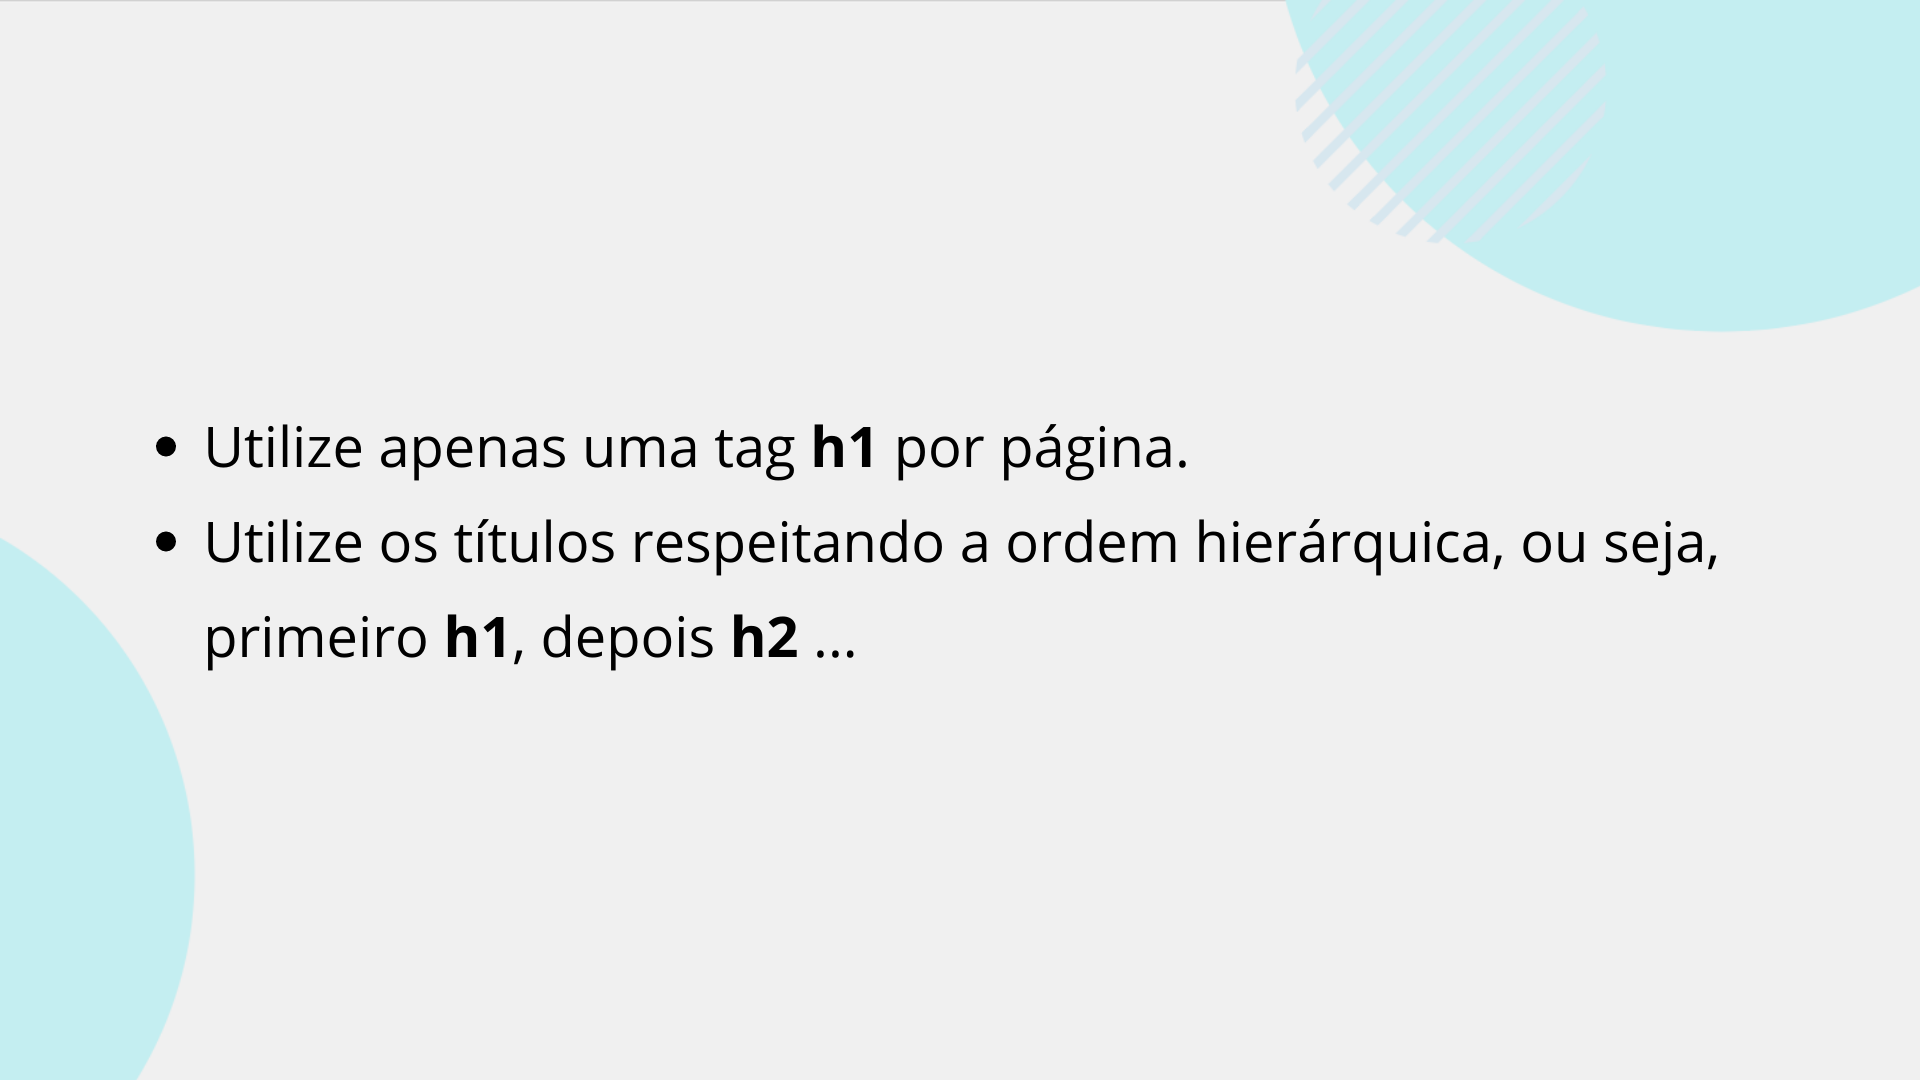 • Utilize apenas uma tag h1 por página.
• Utilize os títulos respeitando a ordem hierárquica, ou seja,
primeiro h1, depois h2 ...